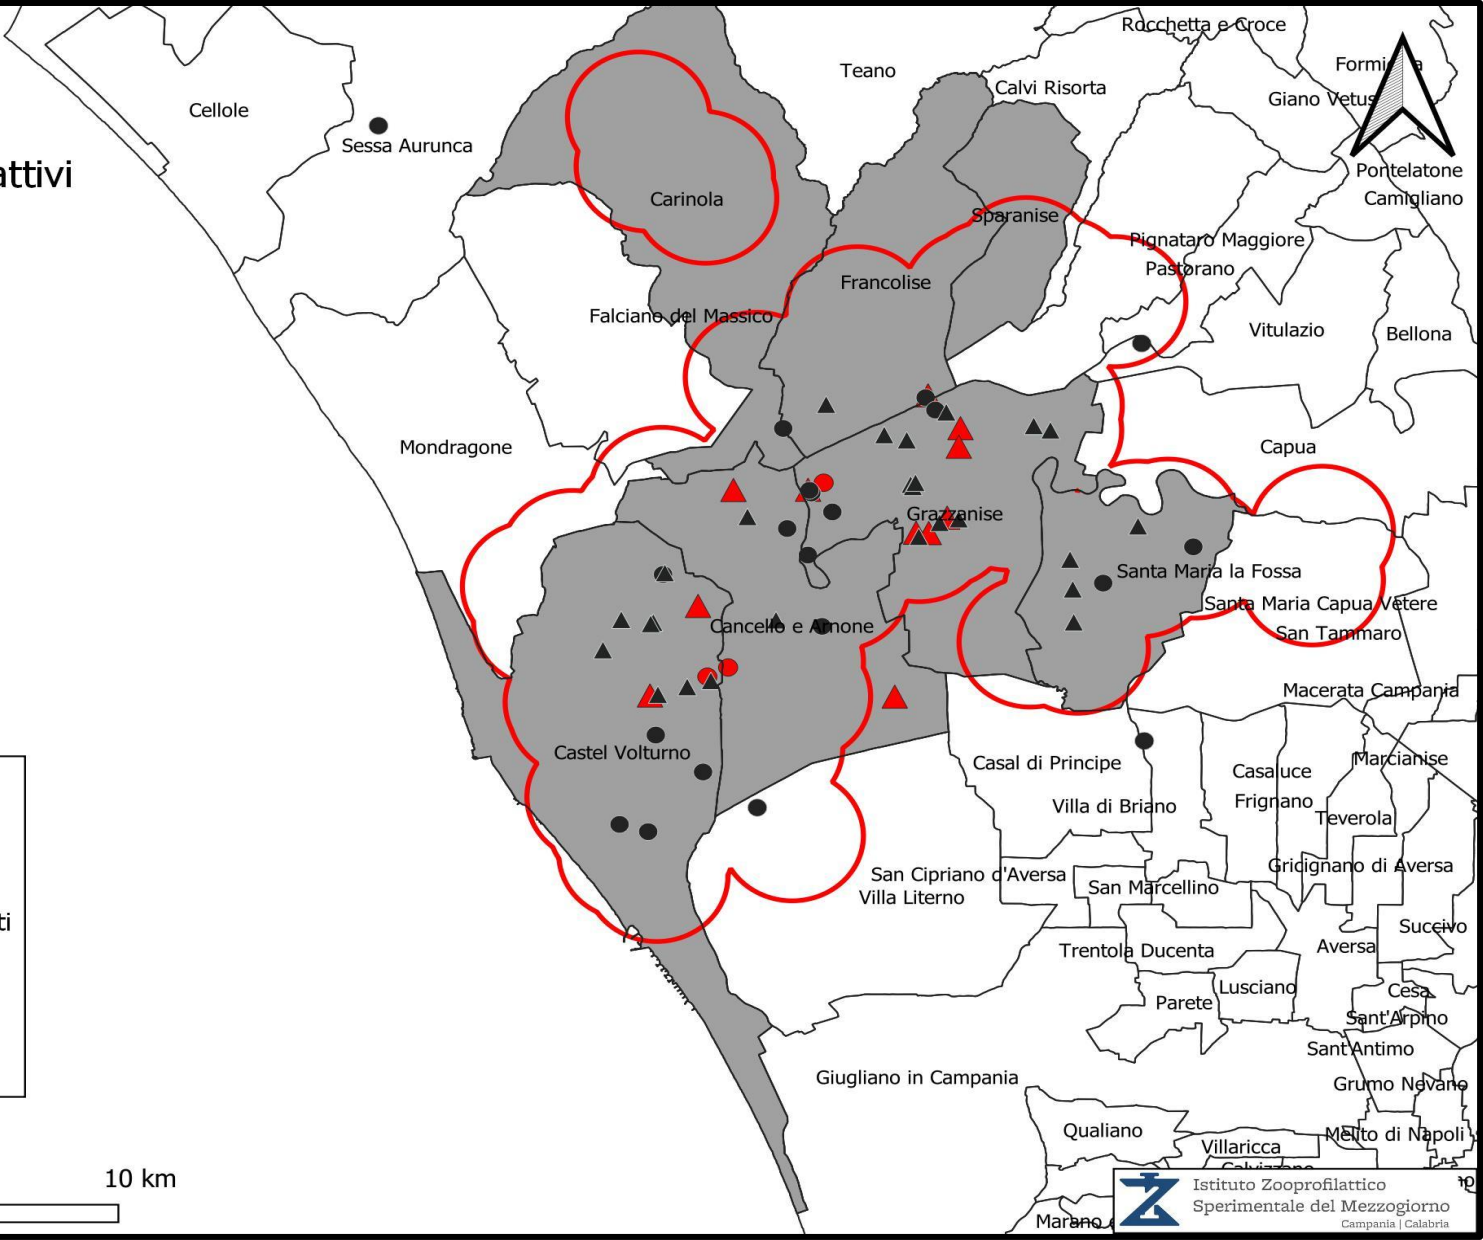 Rocchetta e Croce
Teano
Formi
Calvi Risorta
Giano Vetus
Cellole
Sessa Aurunca
attivi
Pontelatone
Camigliano
Carinola
Sparanise
Pignataro Maggiore
Pastorano
Francolise
Falciano del Massico
Vitulazio
Bellona
Mondragone
Capua
Grazzanise
Santa Maria la Fossa
Santa Maria Capua Vetere
San Tammaro
Cancello e Arnone
Macerata Campania
Castel Volturno
Casal di Principe
Marcianise
Casaluce
Frignano
Villa di Briano
Teverola
Gricignano di Aversa
San Cipriano d'Aversa
San Marcellino
Villa Literno
ti
Succivo
Aversa
Trentola Ducenta
Lusciano
Cesa
Parete
Sant'Arpino
Sant'Antimo
Giugliano in Campania
Grumo Nevano
Qualiano
Melito di Napoli
Villaricca
Calvizzano
10 km
Istituto Zooprofilattico
Sperimentale del Mezzogiorno
Campania | Calabria
Marano